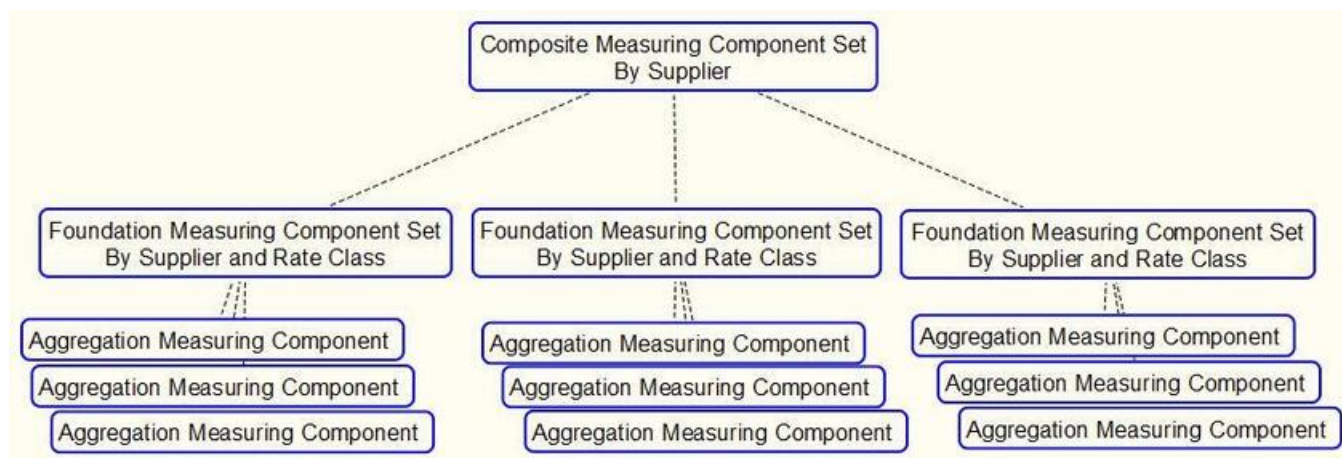 Composite Measuring Component Set
By Supplier
Foundation Measuring Component Set
By Supplier and Rate Class
Foundation Measuring Component Set
By Supplier and Rate Class
Foundation Measuring Component Set
By Supplier and Rate Class
Aggregation Measuring Component
Aggregation Measuring Component
Aggregation Measuring Component
Aggregation Measuring Component
Aggregation Measuring Component
Aggregation Measuring Component
Aggregation Measuring Component
Aggregation Measuring Component
Aggregation Measuring Component